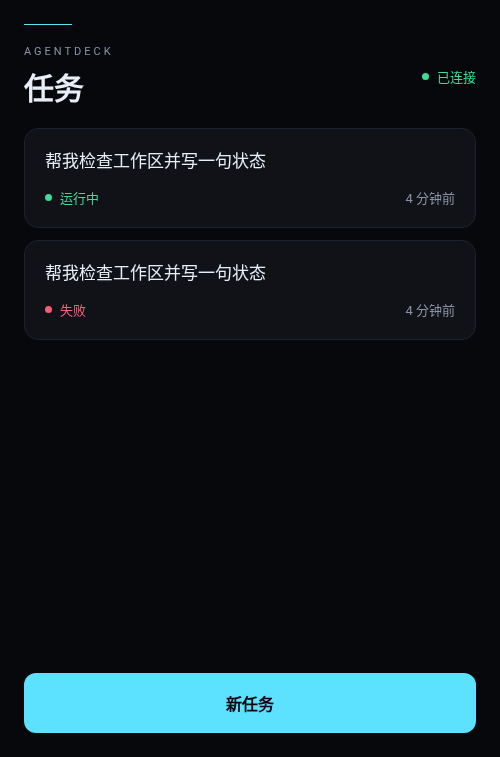 AGENTDECK
任务
已连接
帮我检查工作区并写一句状态
运行中
4 分钟前
帮我检查工作区并写一句状态
失败
4 分钟前
新任务